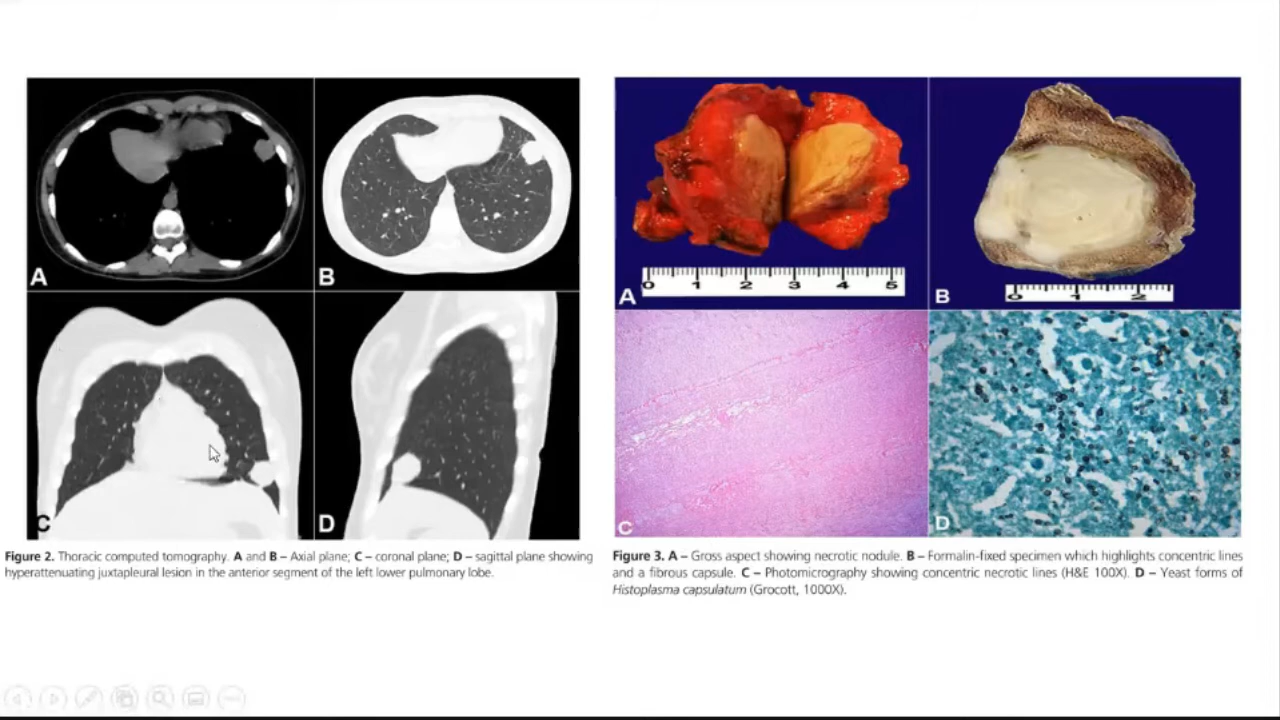 A
B
C
D
Figure 2. Thoracic computed tomography. A and B – Axial plane; C – coronal plane; D – sagittal plane showing
hyperattenuating juxtapleural lesion in the anterior segment of the left lower pulmonary lobe.
A
0 1 2 3 4 5
B
0 1 2
C
D
Figure 3. A – Gross aspect showing necrotic nodule. B – Formalin-fixed specimen which highlights concentric lines
and a fibrous capsule. C – Photomicrography showing concentric necrotic lines (H&E 100X). D – Yeast forms of
Histoplasma capsulatum (Grocott, 1000X).